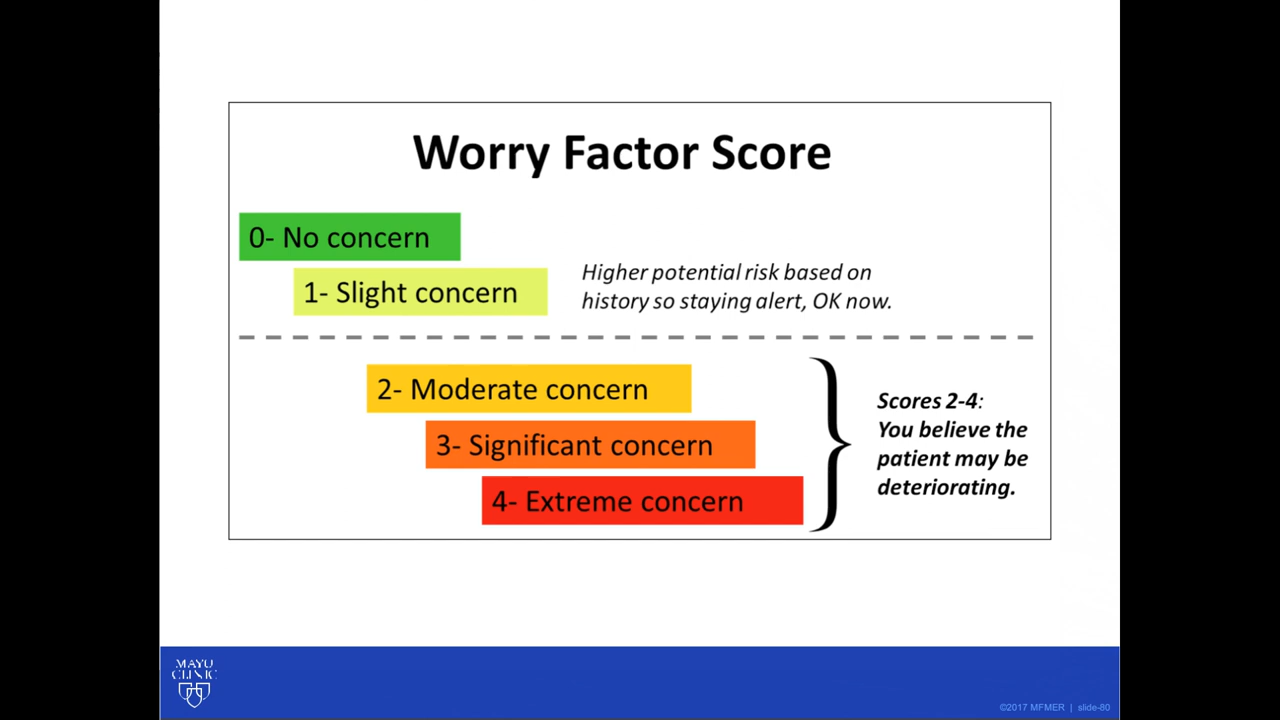 Worry Factor Score
0- No concern
1- Slight concern
Higher potential risk based on
history so staying alert, OK now.
2- Moderate concern
3- Significant concern
4- Extreme concern
Scores 2-4:
You believe the
patient may be
deteriorating.
MAYO
CLINIC
©2017 MFMER | slide-80